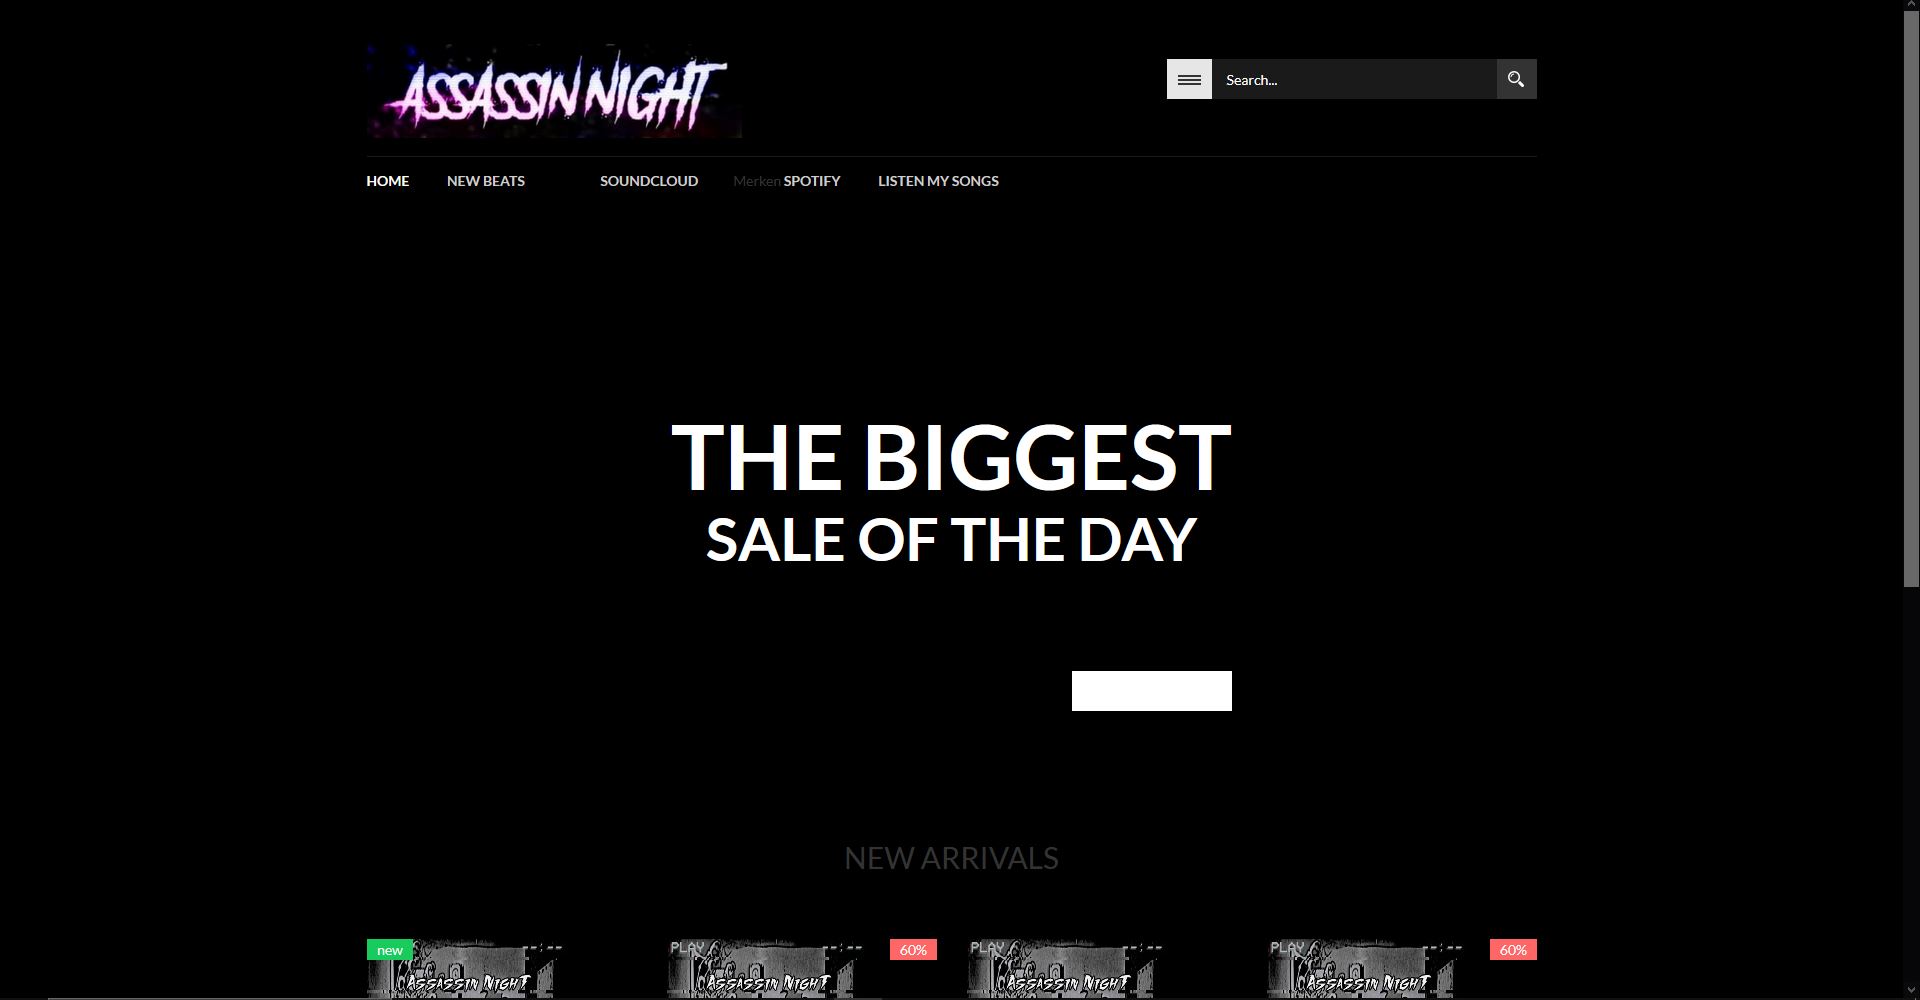 ASSASSIN NIGHT
Search...
HOME NEW BEATS SOUNDCLOUD Merken SPOTIFY LISTEN MY SONGS
THE BIGGEST
SALE OF THE DAY
NEW ARRIVALS
new PLAY 60% PLAY PLAY 60%
ASSASSIN NIGHT ASSASSIN NIGHT ASSASSIN NIGHT ASSASSIN NIGHT